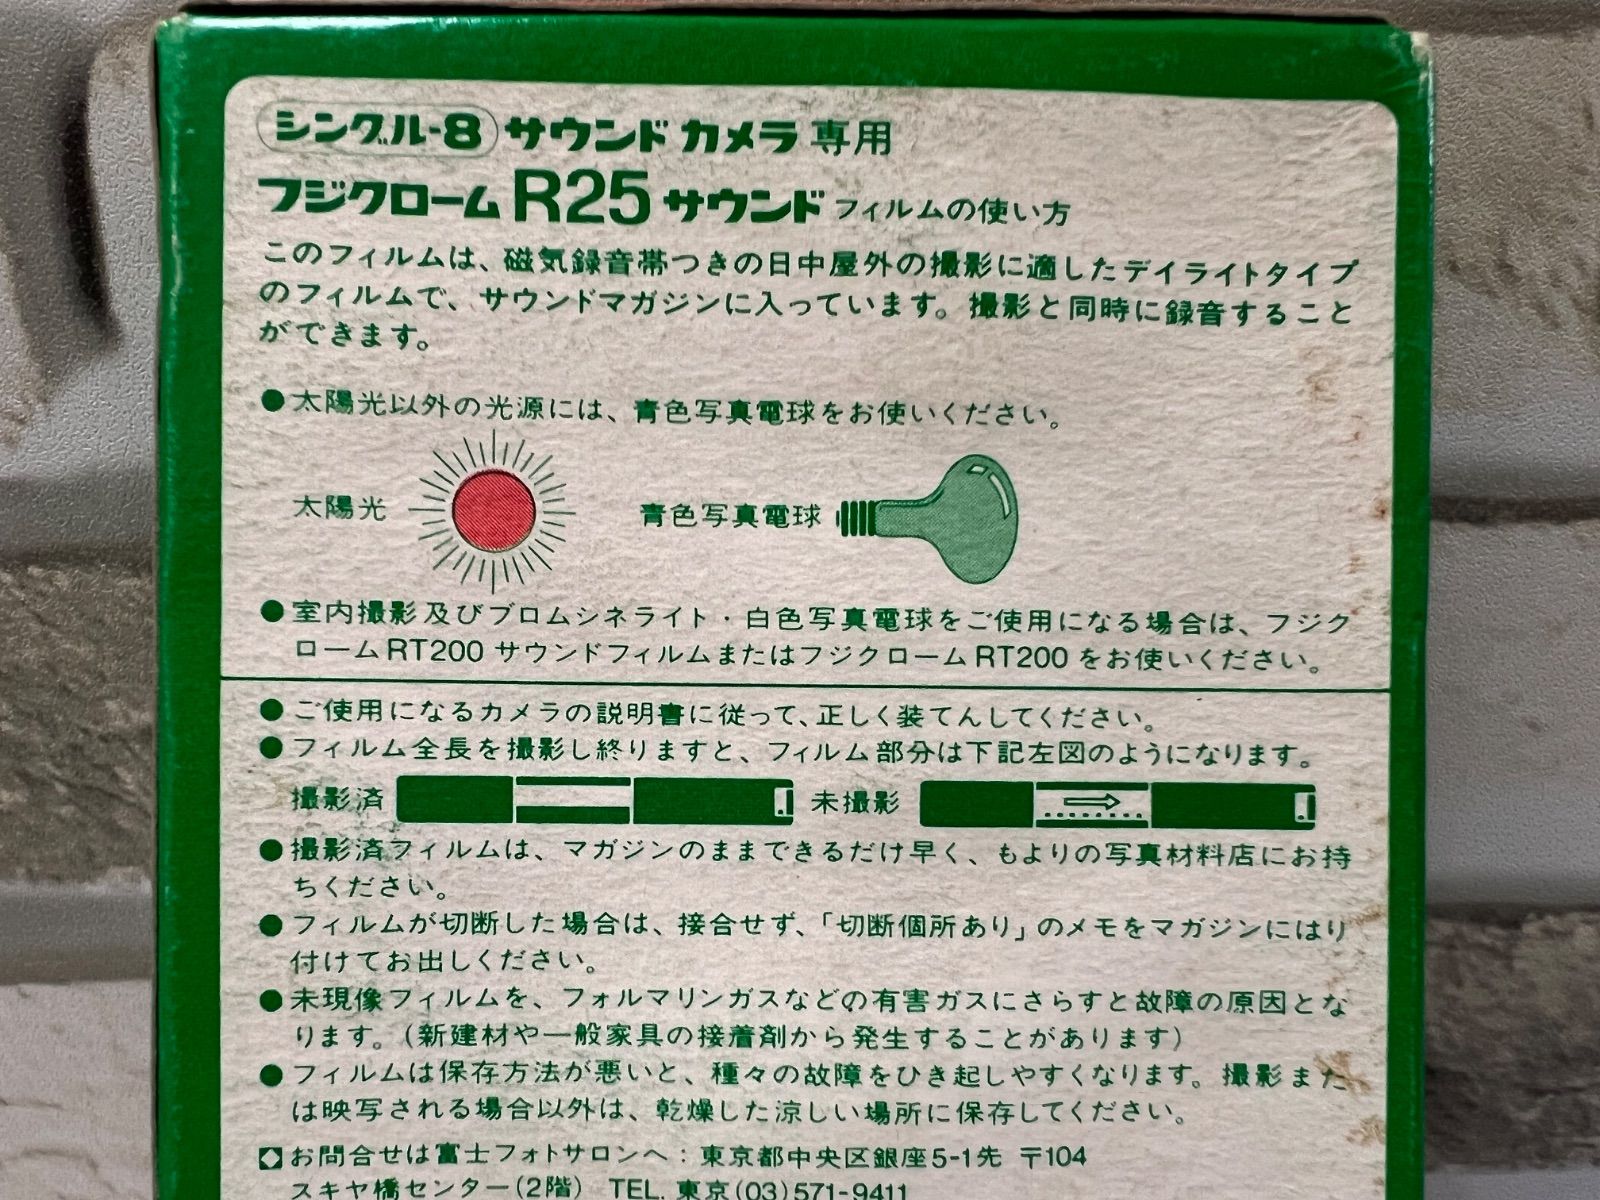 シングル-8 サウンドカメラ専用
フジクローム R25 サウンド フィルムの使い方
このフィルムは、磁気録音帯つきの日中屋外の撮影に適したデイライトタイプ
のフィルムで、サウンドマガジンに入っています。撮影と同時に録音すること
ができます。
●太陽光以外の光源には、青色写真電球をお使いください。
太陽光 青色写真電球
●室内撮影及びブロムシネライト・白色写真電球をご使用になる場合は、フジク
ロームRT200 サウンドフィルムまたはフジクロームRT200 をお使いください。
●ご使用になるカメラの説明書に従って、正しく装てんしてください。
●フィルム全長を撮影し終りますと、フィルム部分は下記左図のようになります。
撮影済 未撮影
●撮影済フィルムは、マガジンのままできるだけ早く、もよりの写真材料店にお持
ちください。
●フィルムが切断した場合は、接合せず、「切断個所あり」のメモをマガジンにはり
付けてお出しください。
●未現像フィルムを、フォルマリンガスなどの有害ガスにさらすと故障の原因とな
ります。(新建材や一般家具の接着剤から発生することがあります)
●フィルムは保存方法が悪いと、種々の故障をひき起しやすくなります。撮影また
は映写される場合以外は、乾燥した涼しい場所に保存してください。
お問合せは富士フォトサロンへ：東京都中央区銀座5-1先 〒104
スキヤ橋センター(2階) TEL. 東京(03)571-9411